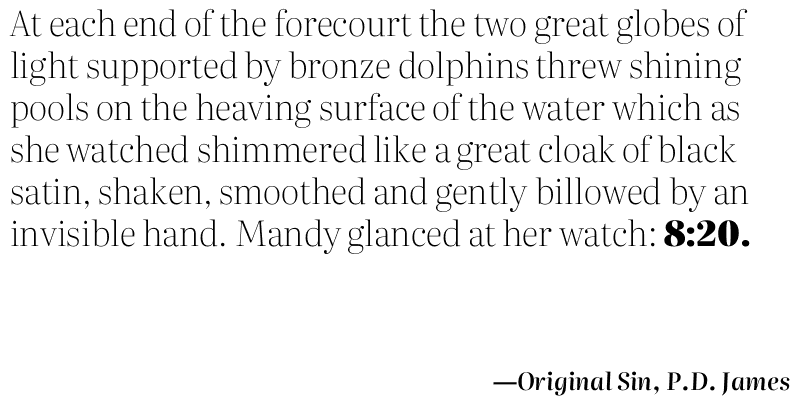 At each end of the forecourt the two great globes of
light supported by bronze dolphins threw shining
pools on the heaving surface of the water which as
she watched shimmered like a great cloak of black
satin, shaken, smoothed and gently billowed by an
invisible hand. Mandy glanced at her watch: 8:20.
—Original Sin, P.D. James